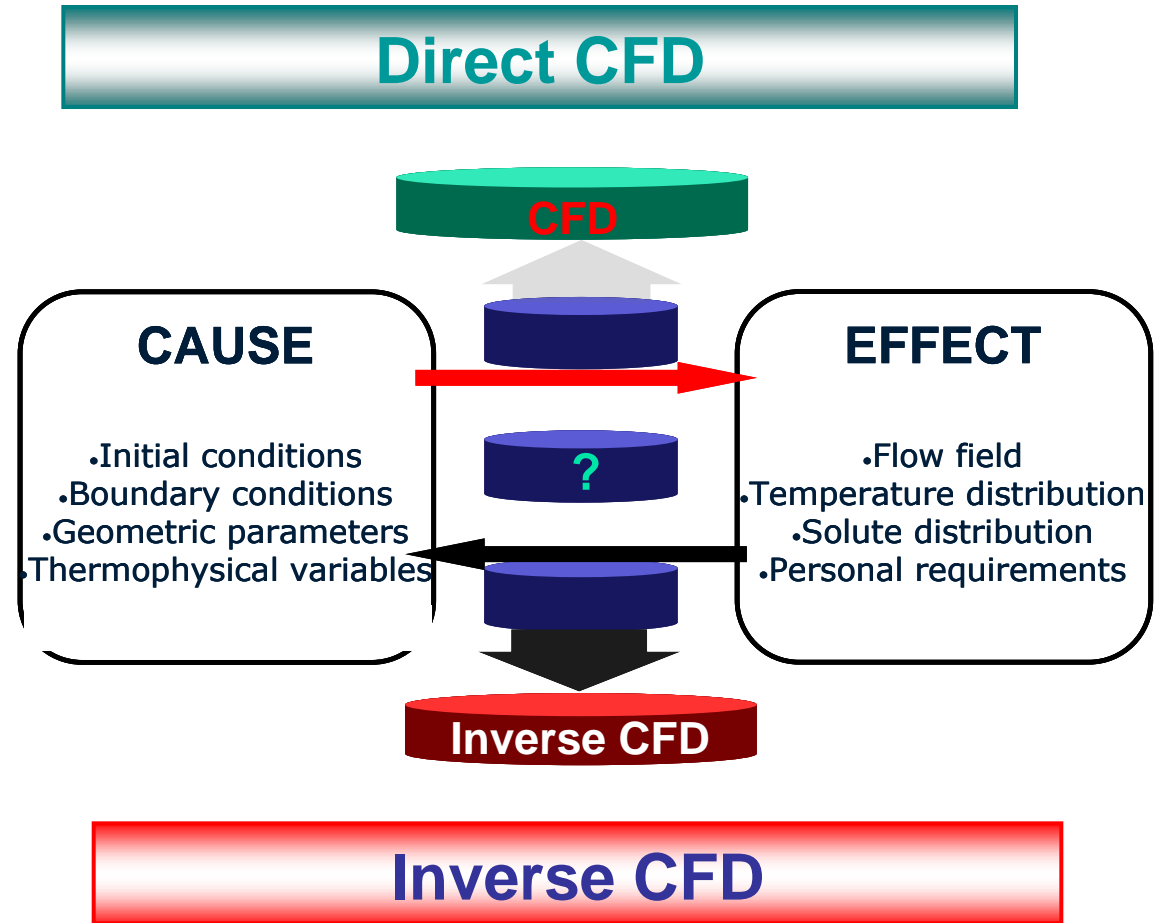 Direct CFD
CFD
CAUSE
•Initial conditions
•Boundary conditions
•Geometric parameters
•Thermophysical variables
?
EFFECT
•Flow field
•Temperature distribution
•Solute distribution
•Personal requirements
Inverse CFD
Inverse CFD